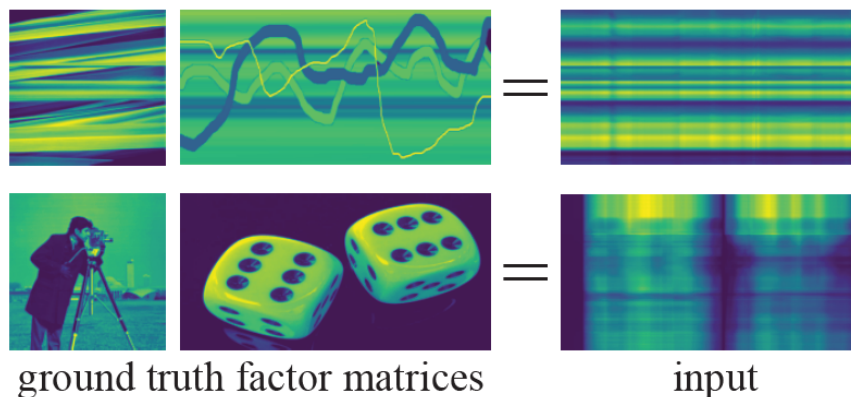 =
=
ground truth factor matrices
input